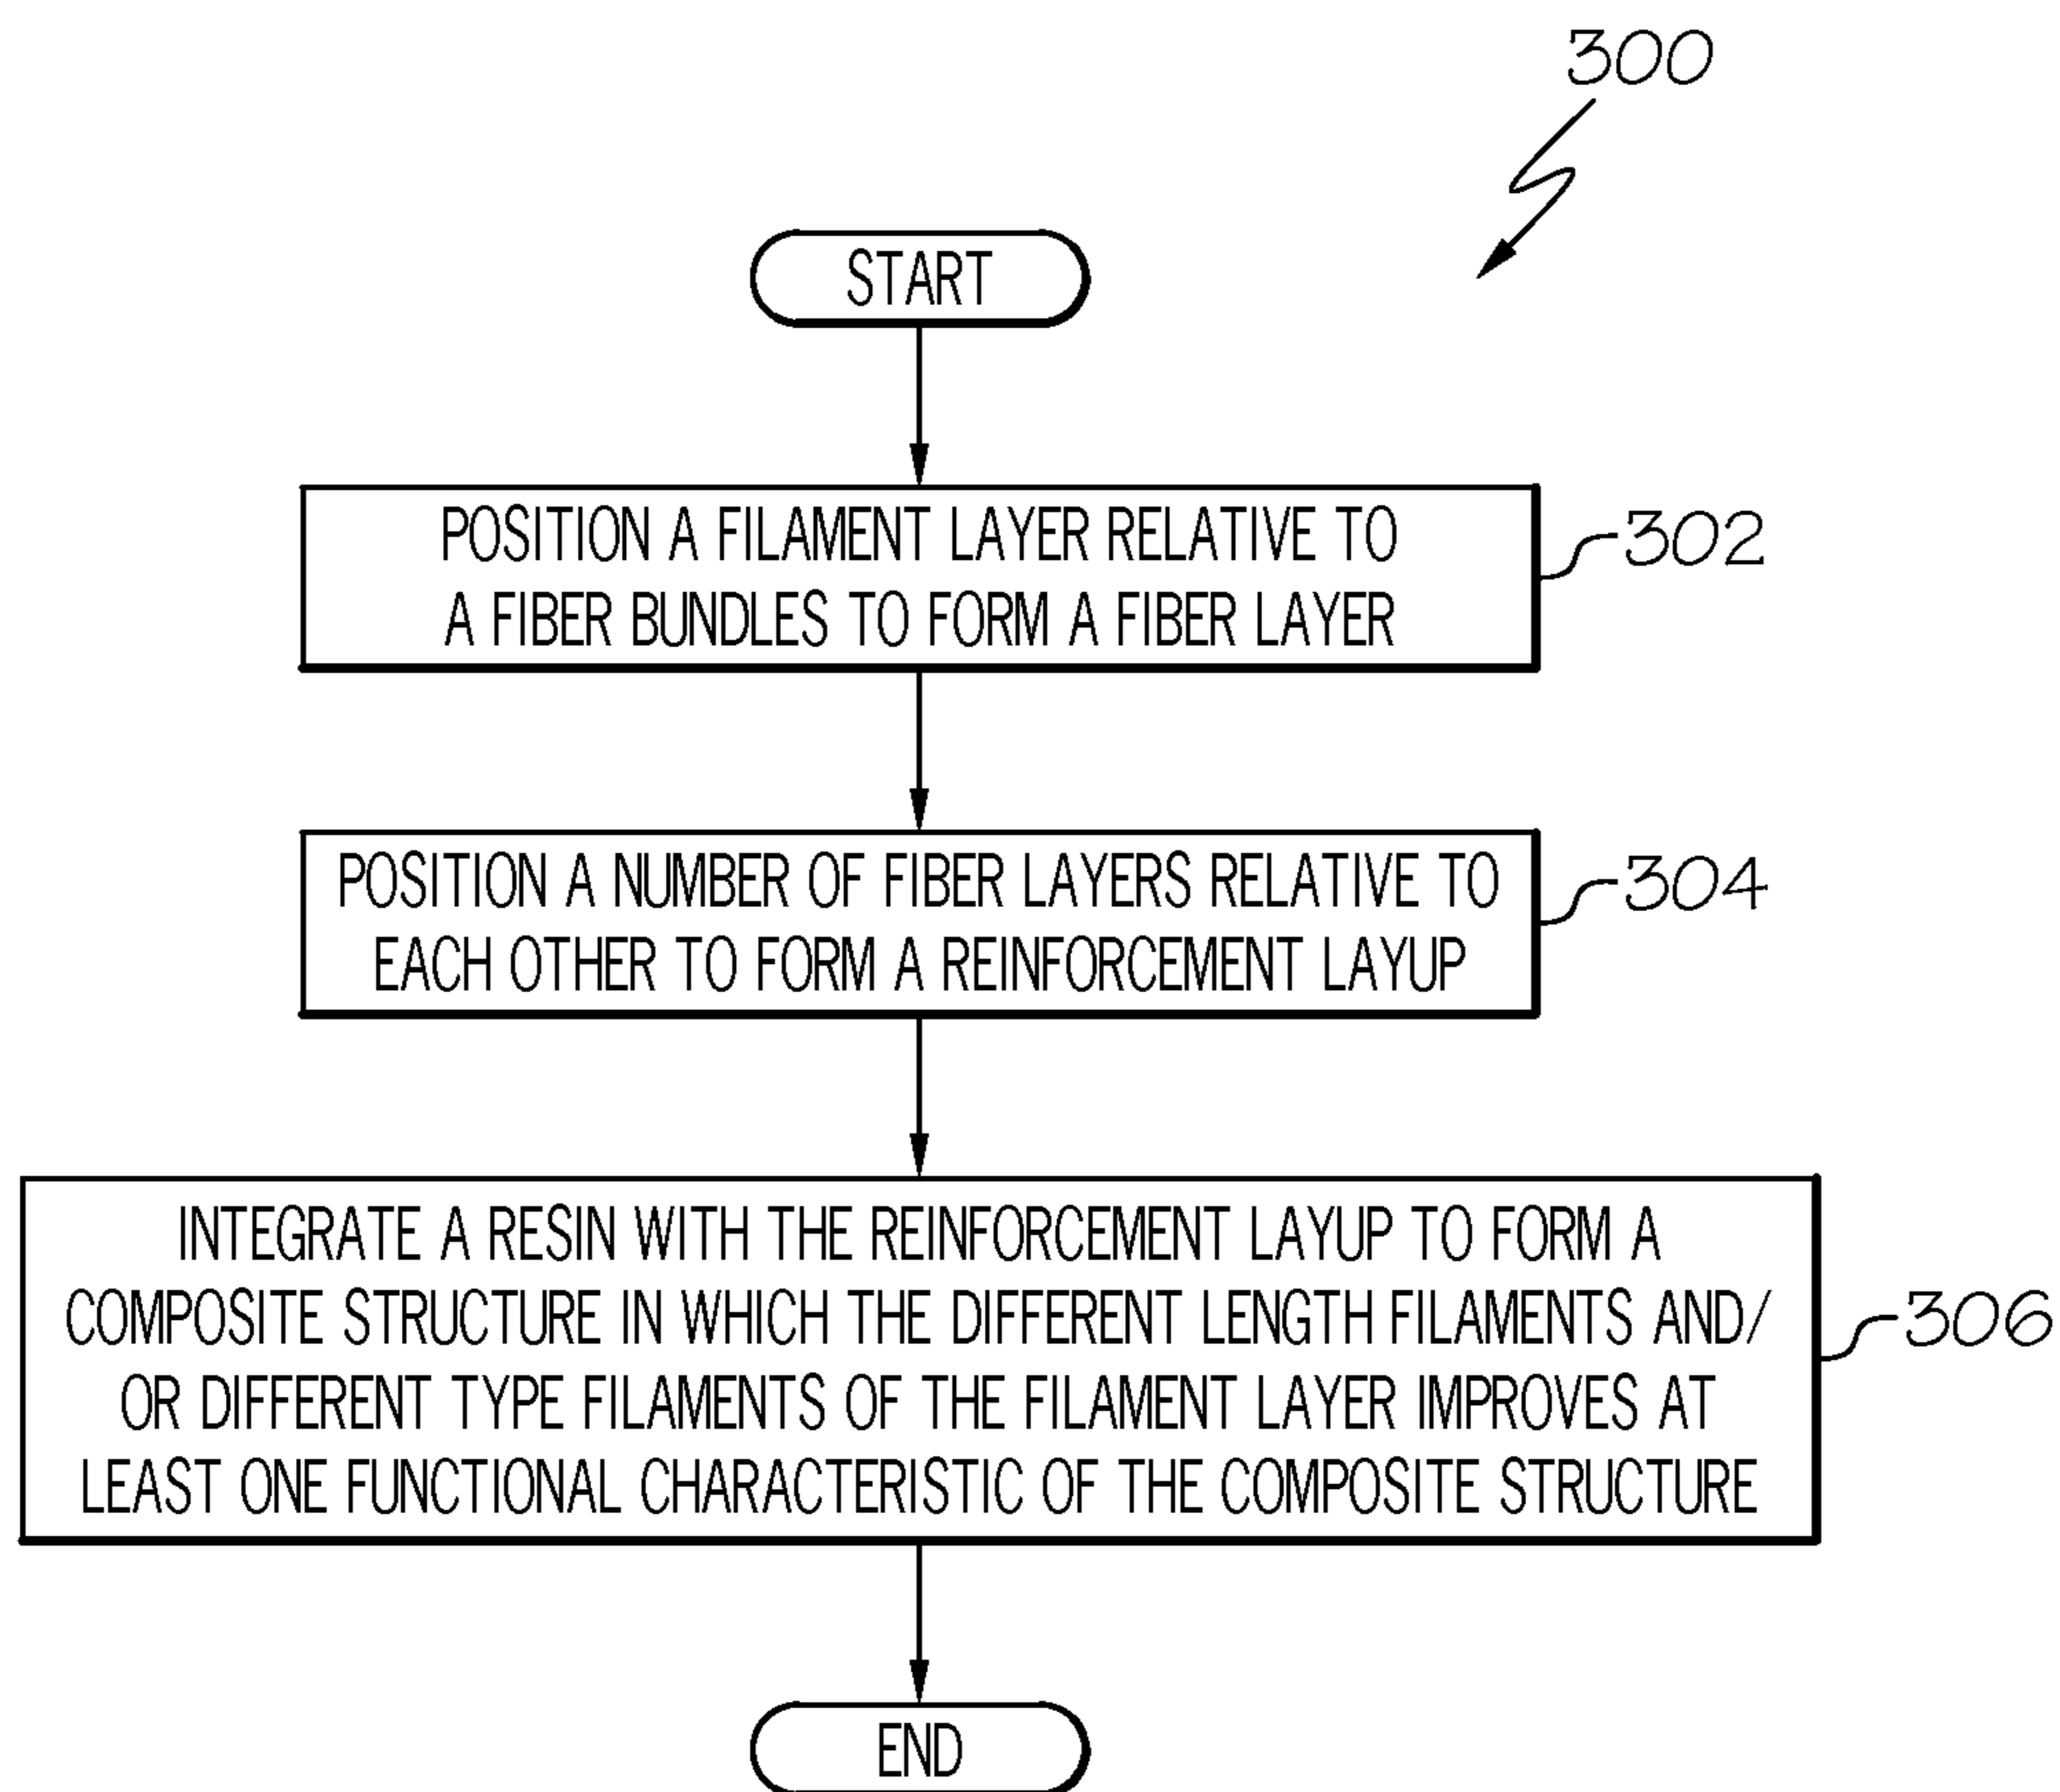 300
START
POSITION A FILAMENT LAYER RELATIVE TO
A FIBER BUNDLES TO FORM A FIBER LAYER
302
POSITION A NUMBER OF FIBER LAYERS RELATIVE TO
EACH OTHER TO FORM A REINFORCEMENT LAYUP
304
INTEGRATE A RESIN WITH THE REINFORCEMENT LAYUP TO FORM A
COMPOSITE STRUCTURE IN WHICH THE DIFFERENT LENGTH FILAMENTS AND/
OR DIFFERENT TYPE FILAMENTS OF THE FILAMENT LAYER IMPROVES AT
LEAST ONE FUNCTIONAL CHARACTERISTIC OF THE COMPOSITE STRUCTURE
306
END